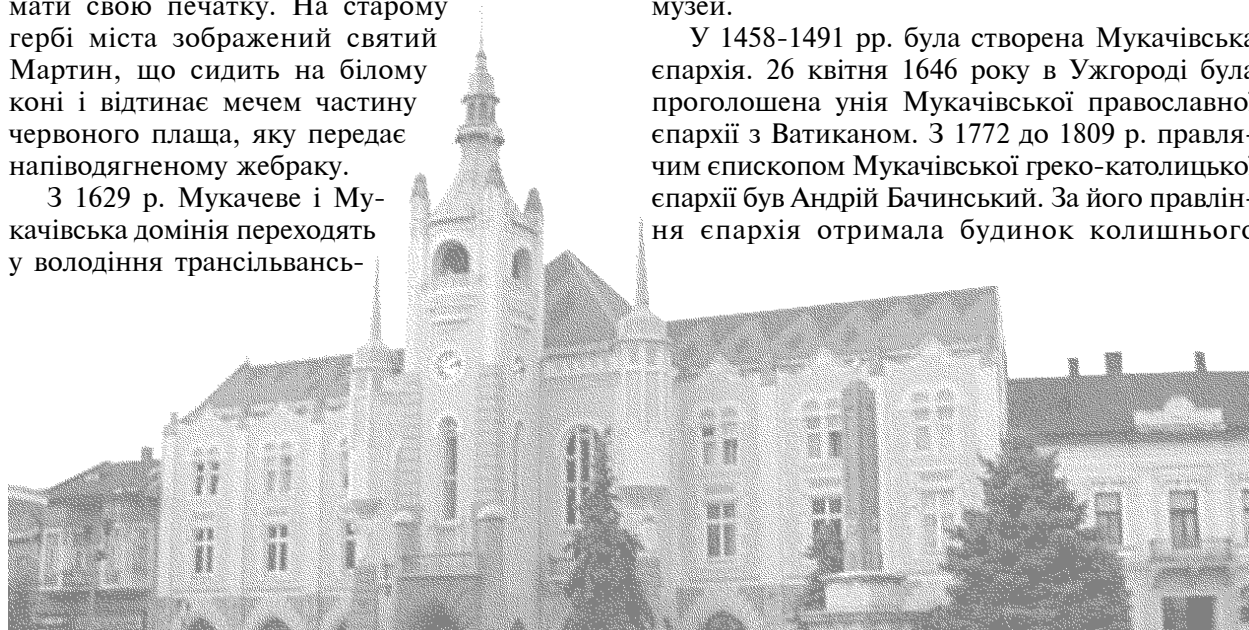 мати свою печатку. На старому
гербі міста зображений святий
Мартин, що сидить на білому
коні і відтинає мечем частину
червоного плаща, яку передає
напіводягненому жебраку.
З 1629 р. Мукачеве і Му-
качівська домінія переходять
у володіння трансільвансь-
музей.
У 1458-1491 рр. була створена Мукачівська
єпархія. 26 квітня 1646 року в Ужгороді була
проголошена унія Мукачівської православної
єпархії з Ватиканом. З 1772 до 1809 р. правля-
чим єпископом Мукачівської греко-католицької
єпархії був Андрій Бачинський. За його правлін-
ня єпархія отримала будинок колишнього